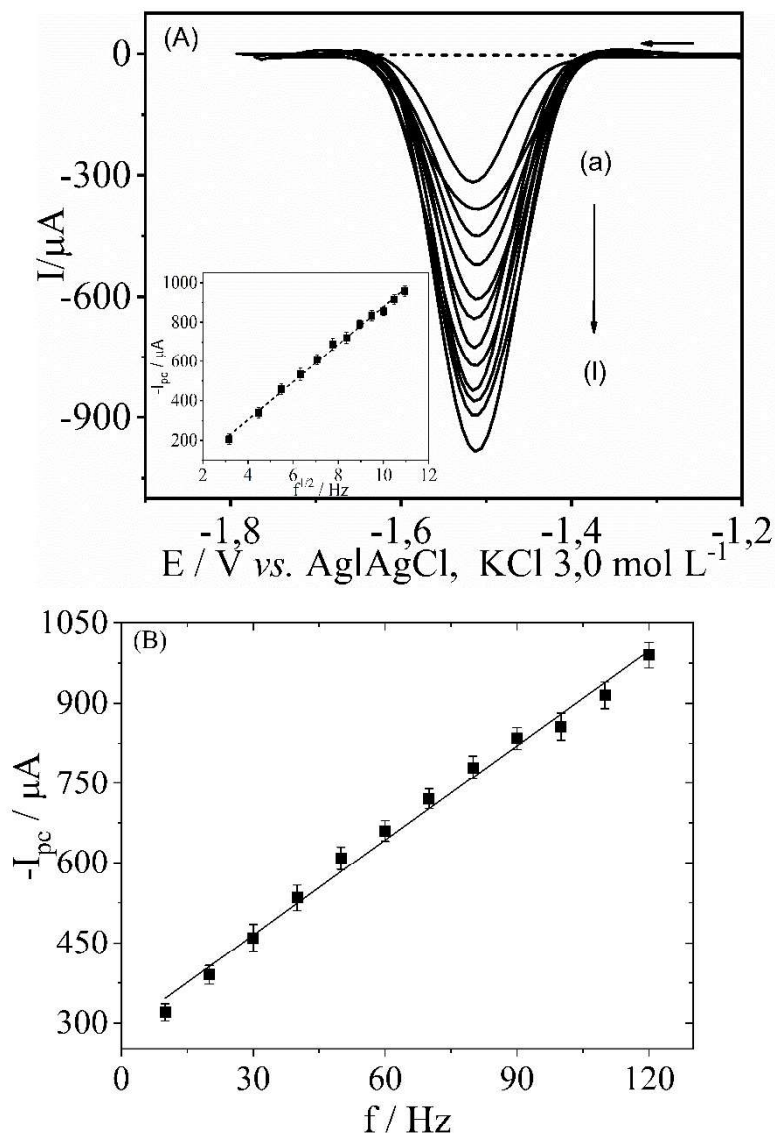 (A)
0
-300
-600
-900
I/μA
(a)
(l)
1000
800
600
400
200
-Ipc / μA
2 4 6 8 10 12
f1/2 / Hz
-1,8 -1,6 -1,4 -1,2
E / V vs. Ag|AgCl, KCl 3,0 mol L-1
(B)
1050
900
750
600
450
300
-Ipc / μA
0 30 60 90 120
f / Hz